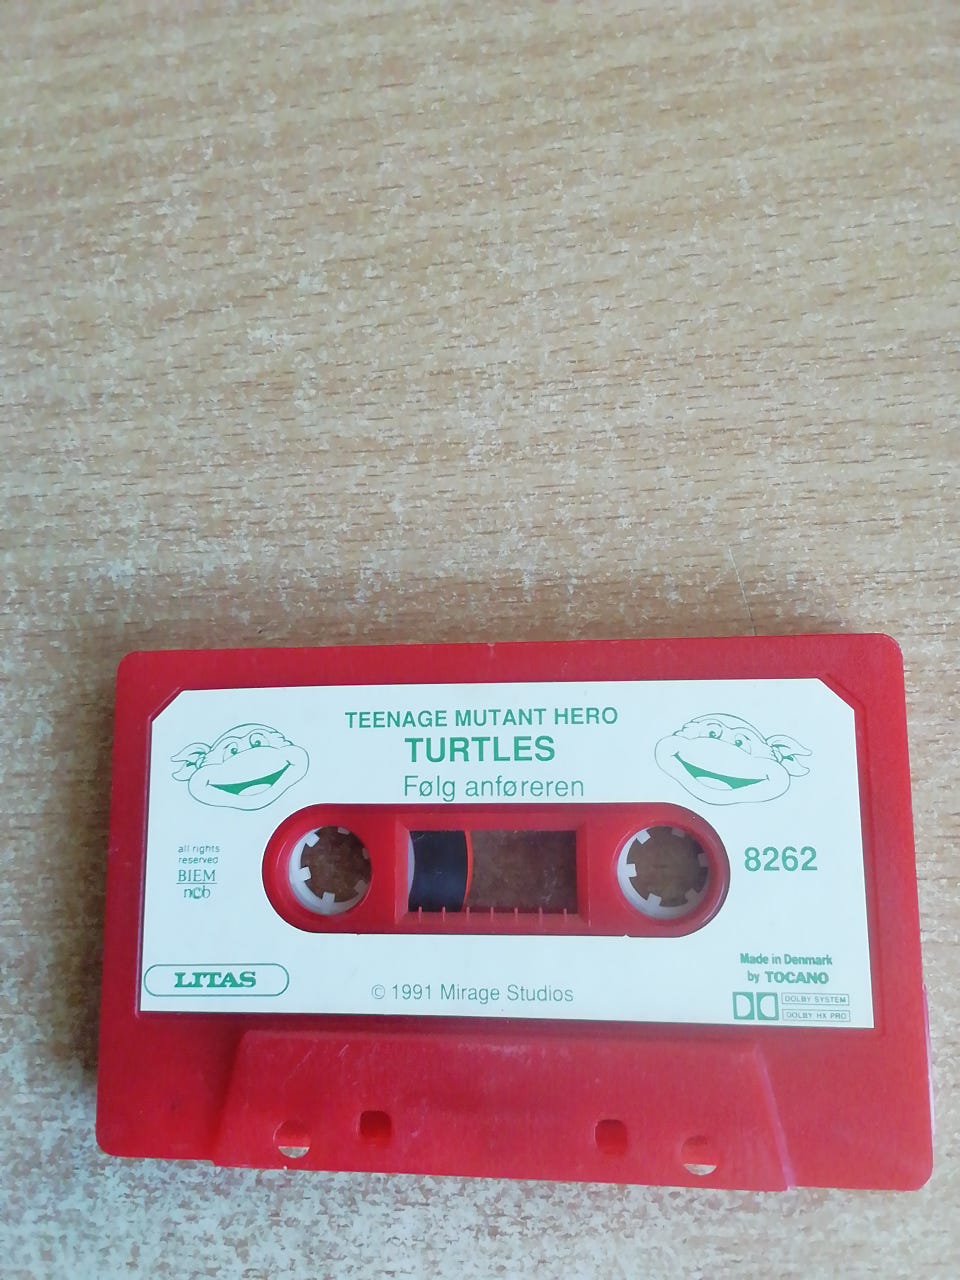 TEENAGE MUTANT HERO
TURTLES
Følg anføreren
all rights
reserved
BIEM
ncb
8262
LITAS
© 1991 Mirage Studios
Made in Denmark
by TOCANO
DOLBY SYSTEM
DOLBY HX PRO